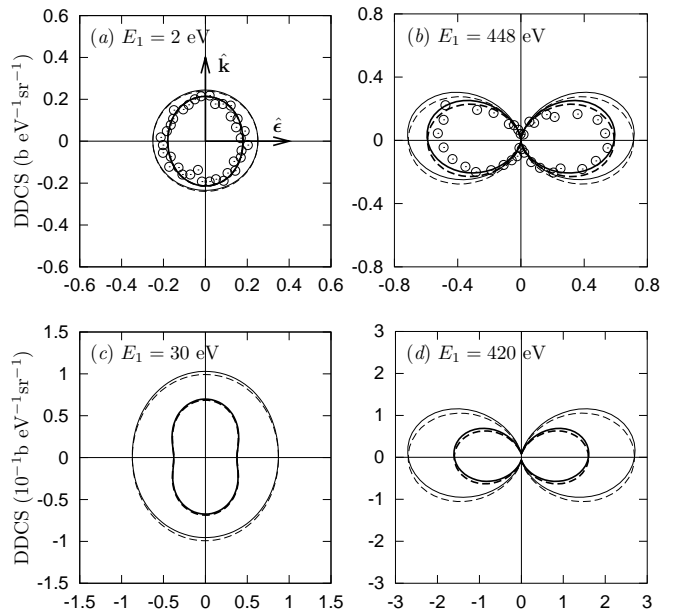 (a) E₁ = 2 eV
(b) E₁ = 448 eV
k̂
ε̂
DDCS (b eV⁻¹sr⁻¹)
0.6
0.4
0.2
0
-0.2
-0.4
-0.6
-0.6 -0.4 -0.2 0 0.2 0.4 0.6
0.8
0.4
0
-0.4
-0.8
-0.8 -0.4 0 0.4 0.8
(c) E₁ = 30 eV
(d) E₁ = 420 eV
DDCS (10⁻¹b eV⁻¹sr⁻¹)
1.5
1.0
0.5
0
-0.5
-1.0
-1.5
-1.5 -1 -0.5 0 0.5 1 1.5
3
2
1
0
-1
-2
-3
-3 -2 -1 0 1 2 3